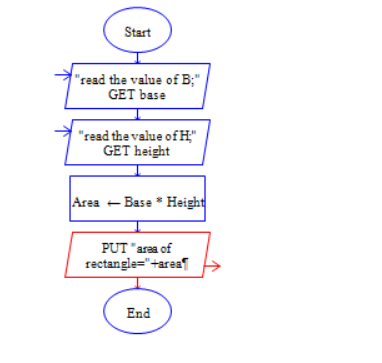 Start
"read the value of B;"
GET base
"read the value of H;"
GET height
Area ← Base * Height
PUT "area of
rectangle="+area¶
End